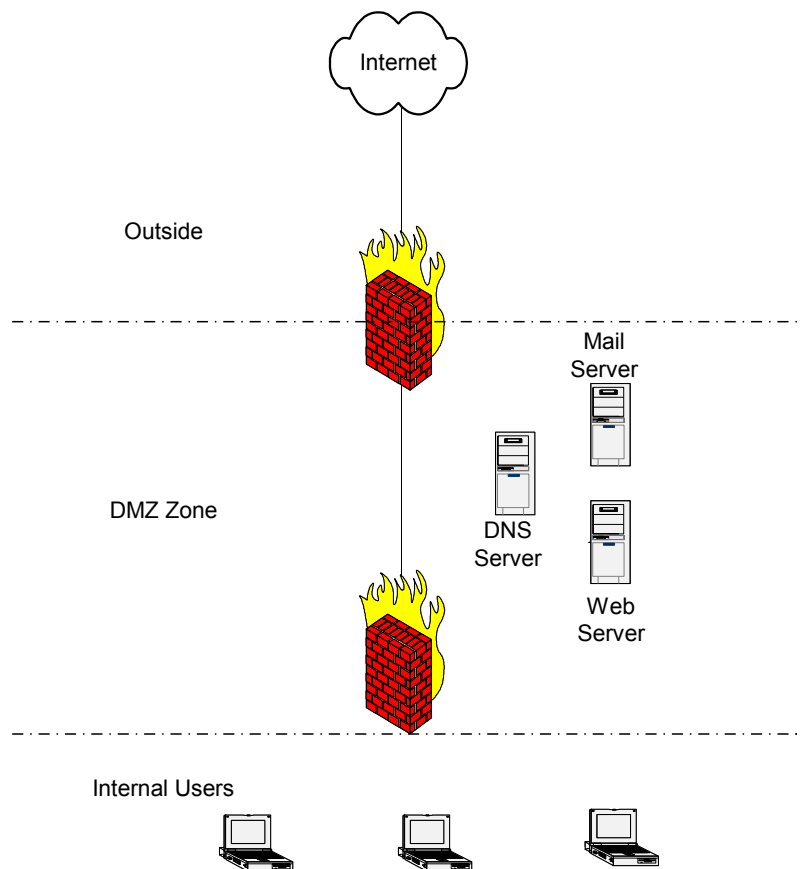 Internet
Outside
Mail
Server
DMZ Zone
DNS
Server
Web
Server
Internal Users